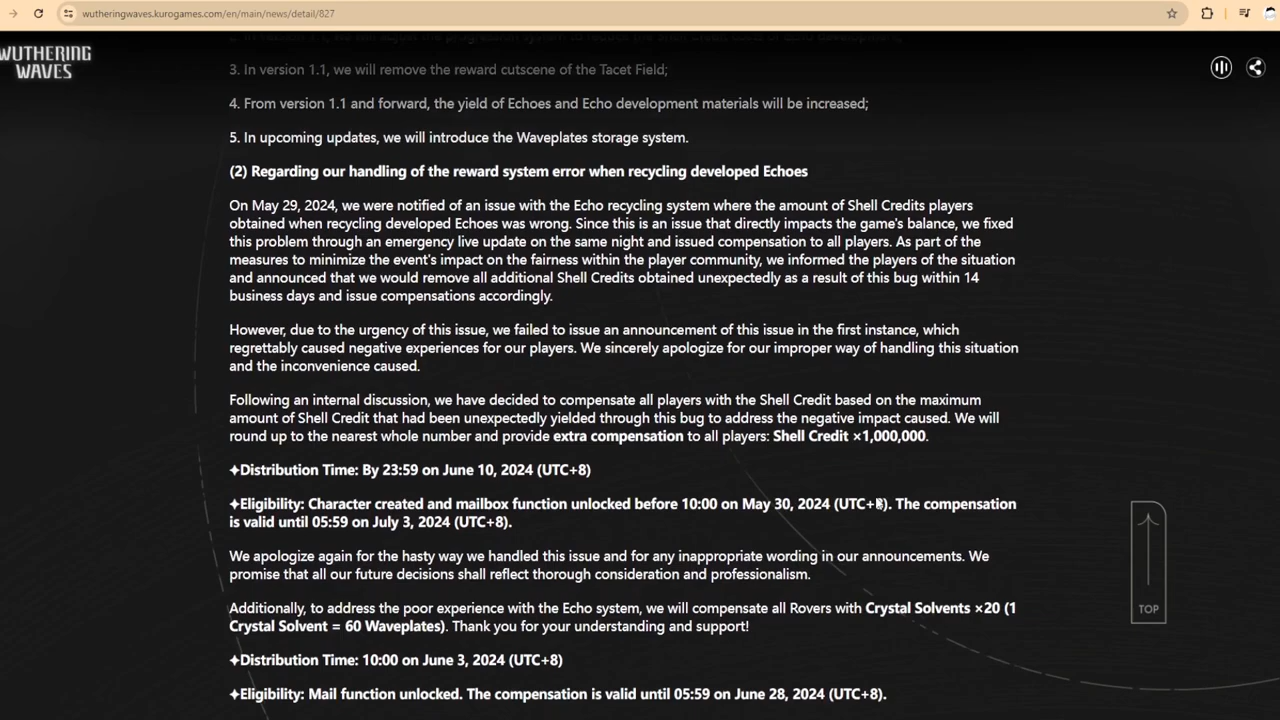 wutheringwaves.kurogames.com/en/main/news/detail/827
WUTHERING
WAVES
3. In version 1.1, we will remove the reward cutscene of the Tacet Field;
4. From version 1.1 and forward, the yield of Echoes and Echo development materials will be increased;
5. In upcoming updates, we will introduce the Waveplates storage system.
(2) Regarding our handling of the reward system error when recycling developed Echoes
On May 29, 2024, we were notified of an issue with the Echo recycling system where the amount of Shell Credits players
obtained when recycling developed Echoes was wrong. Since this is an issue that directly impacts the game's balance, we fixed
this problem through an emergency live update on the same night and issued compensation to all players. As part of the
measures to minimize the event's impact on the fairness within the player community, we informed the players of the situation
and announced that we would remove all additional Shell Credits obtained unexpectedly as a result of this bug within 14
business days and issue compensations accordingly.
However, due to the urgency of this issue, we failed to issue an announcement of this issue in the first instance, which
regrettably caused negative experiences for our players. We sincerely apologize for our improper way of handling this situation
and the inconvenience caused.
Following an internal discussion, we have decided to compensate all players with the Shell Credit based on the maximum
amount of Shell Credit that had been unexpectedly yielded through this bug to address the negative impact caused. We will
round up to the nearest whole number and provide extra compensation to all players: Shell Credit ×1,000,000.
✦Distribution Time: By 23:59 on June 10, 2024 (UTC+8)
✦Eligibility: Character created and mailbox function unlocked before 10:00 on May 30, 2024 (UTC+8). The compensation
is valid until 05:59 on July 3, 2024 (UTC+8).
We apologize again for the hasty way we handled this issue and for any inappropriate wording in our announcements. We
promise that all our future decisions shall reflect thorough consideration and professionalism.
TOP
Additionally, to address the poor experience with the Echo system, we will compensate all Rovers with Crystal Solvents ×20 (1
Crystal Solvent = 60 Waveplates). Thank you for your understanding and support!
✦Distribution Time: 10:00 on June 3, 2024 (UTC+8)
✦Eligibility: Mail function unlocked. The compensation is valid until 05:59 on June 28, 2024 (UTC+8).